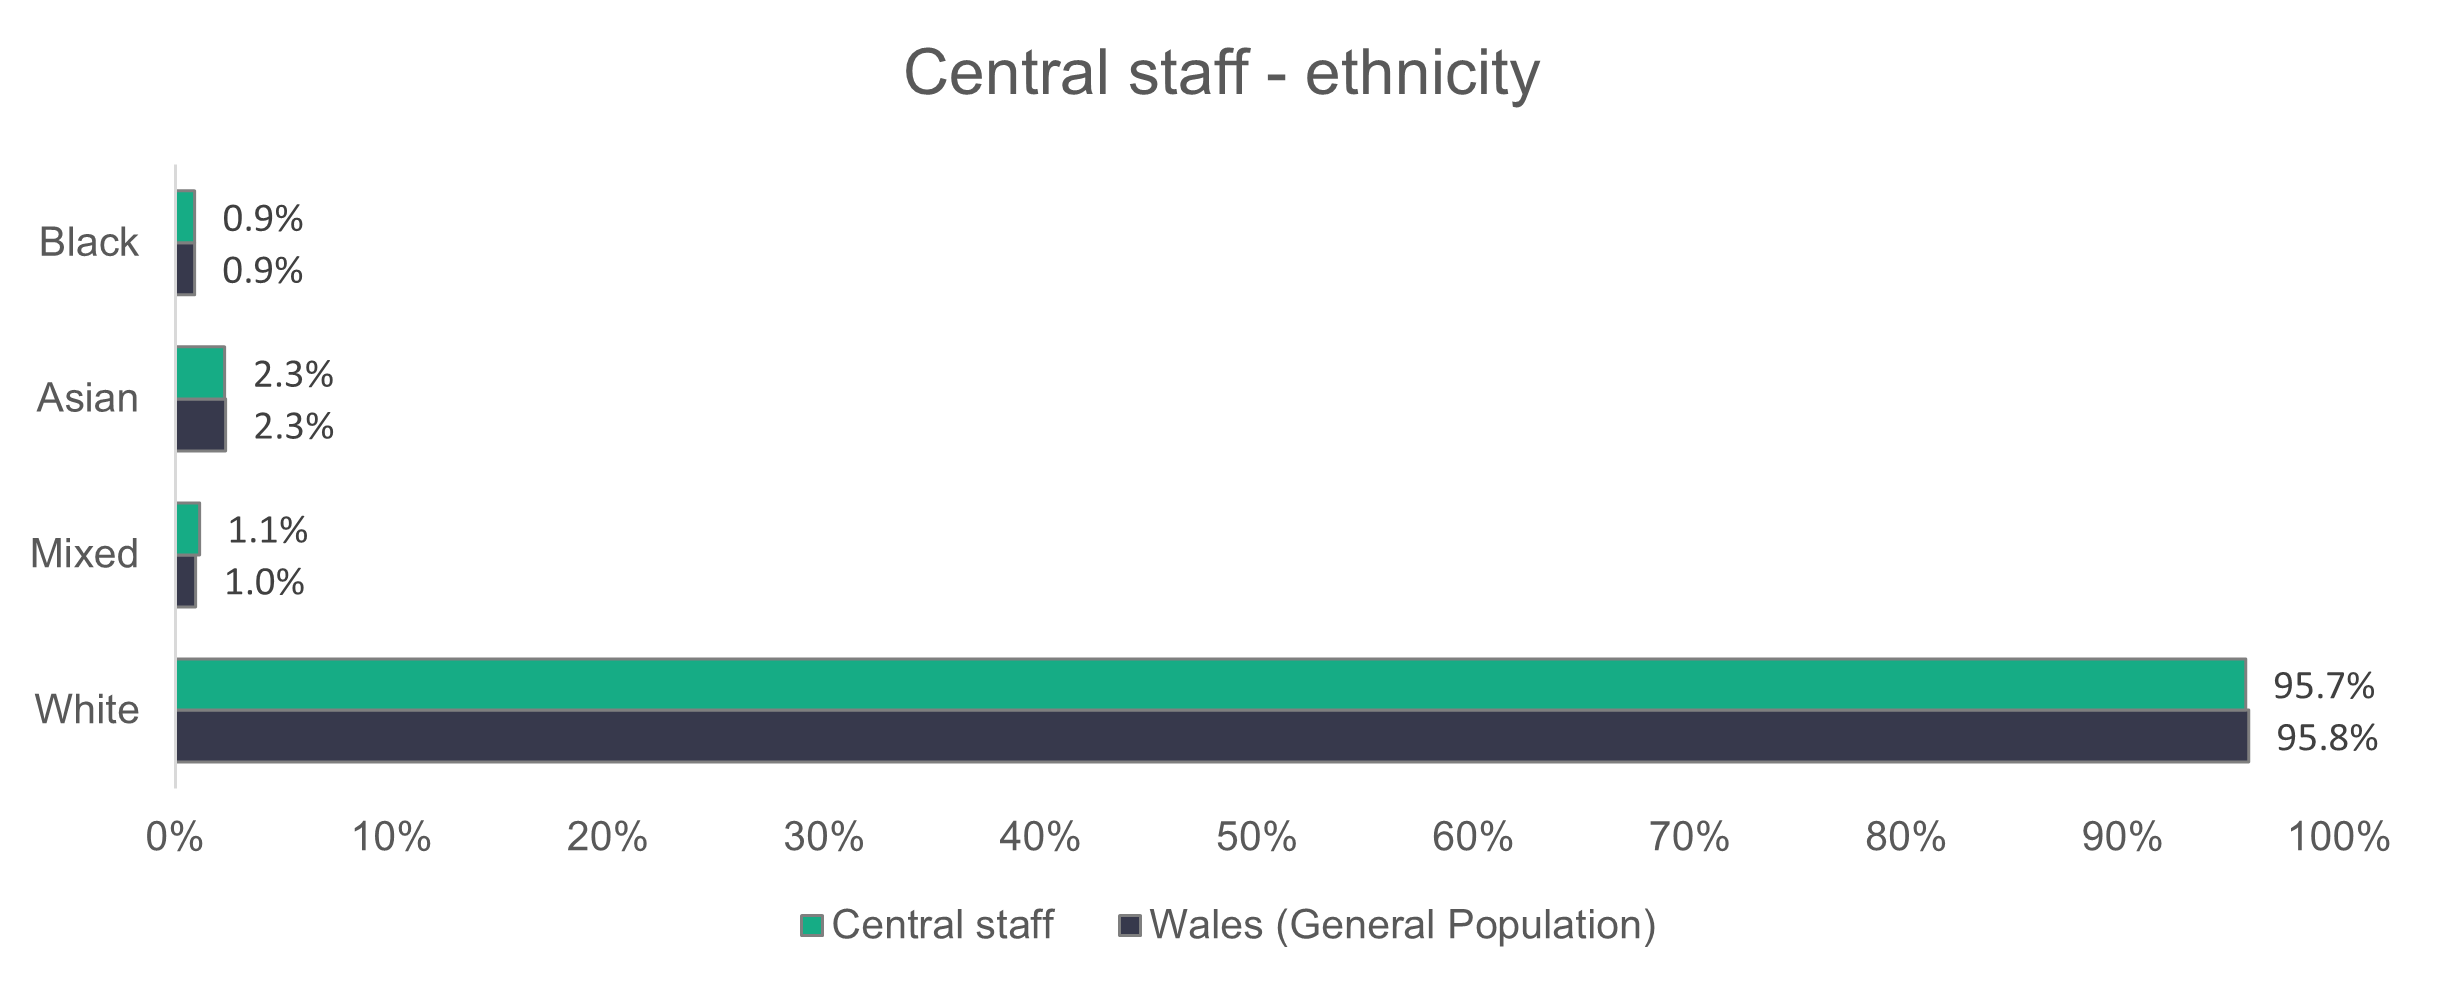 Central staff - ethnicity
Black
0.9%
0.9%
Asian
2.3%
2.3%
Mixed
1.1%
1.0%
White
95.7%
95.8%
0% 10% 20% 30% 40% 50% 60% 70% 80% 90% 100%
Central staff Wales (General Population)